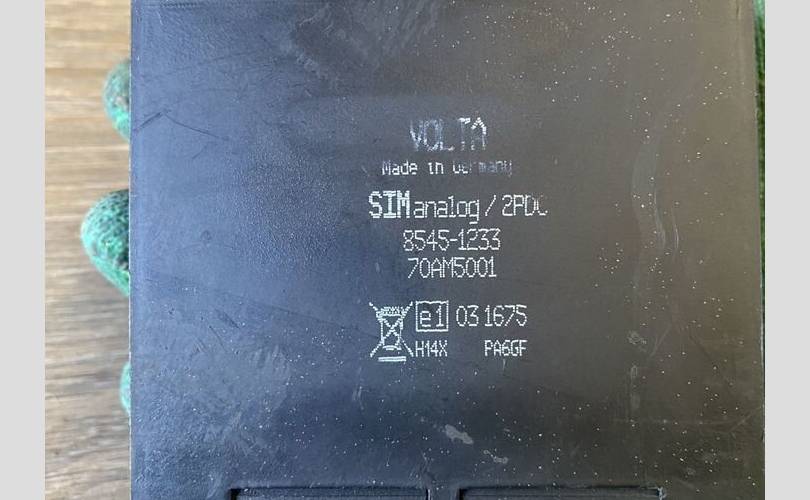 VOLTA
Made in Germany
SIManalog / 2PDC
8545-1233
70AM5001
e1 03 1675
H14X PA6GF